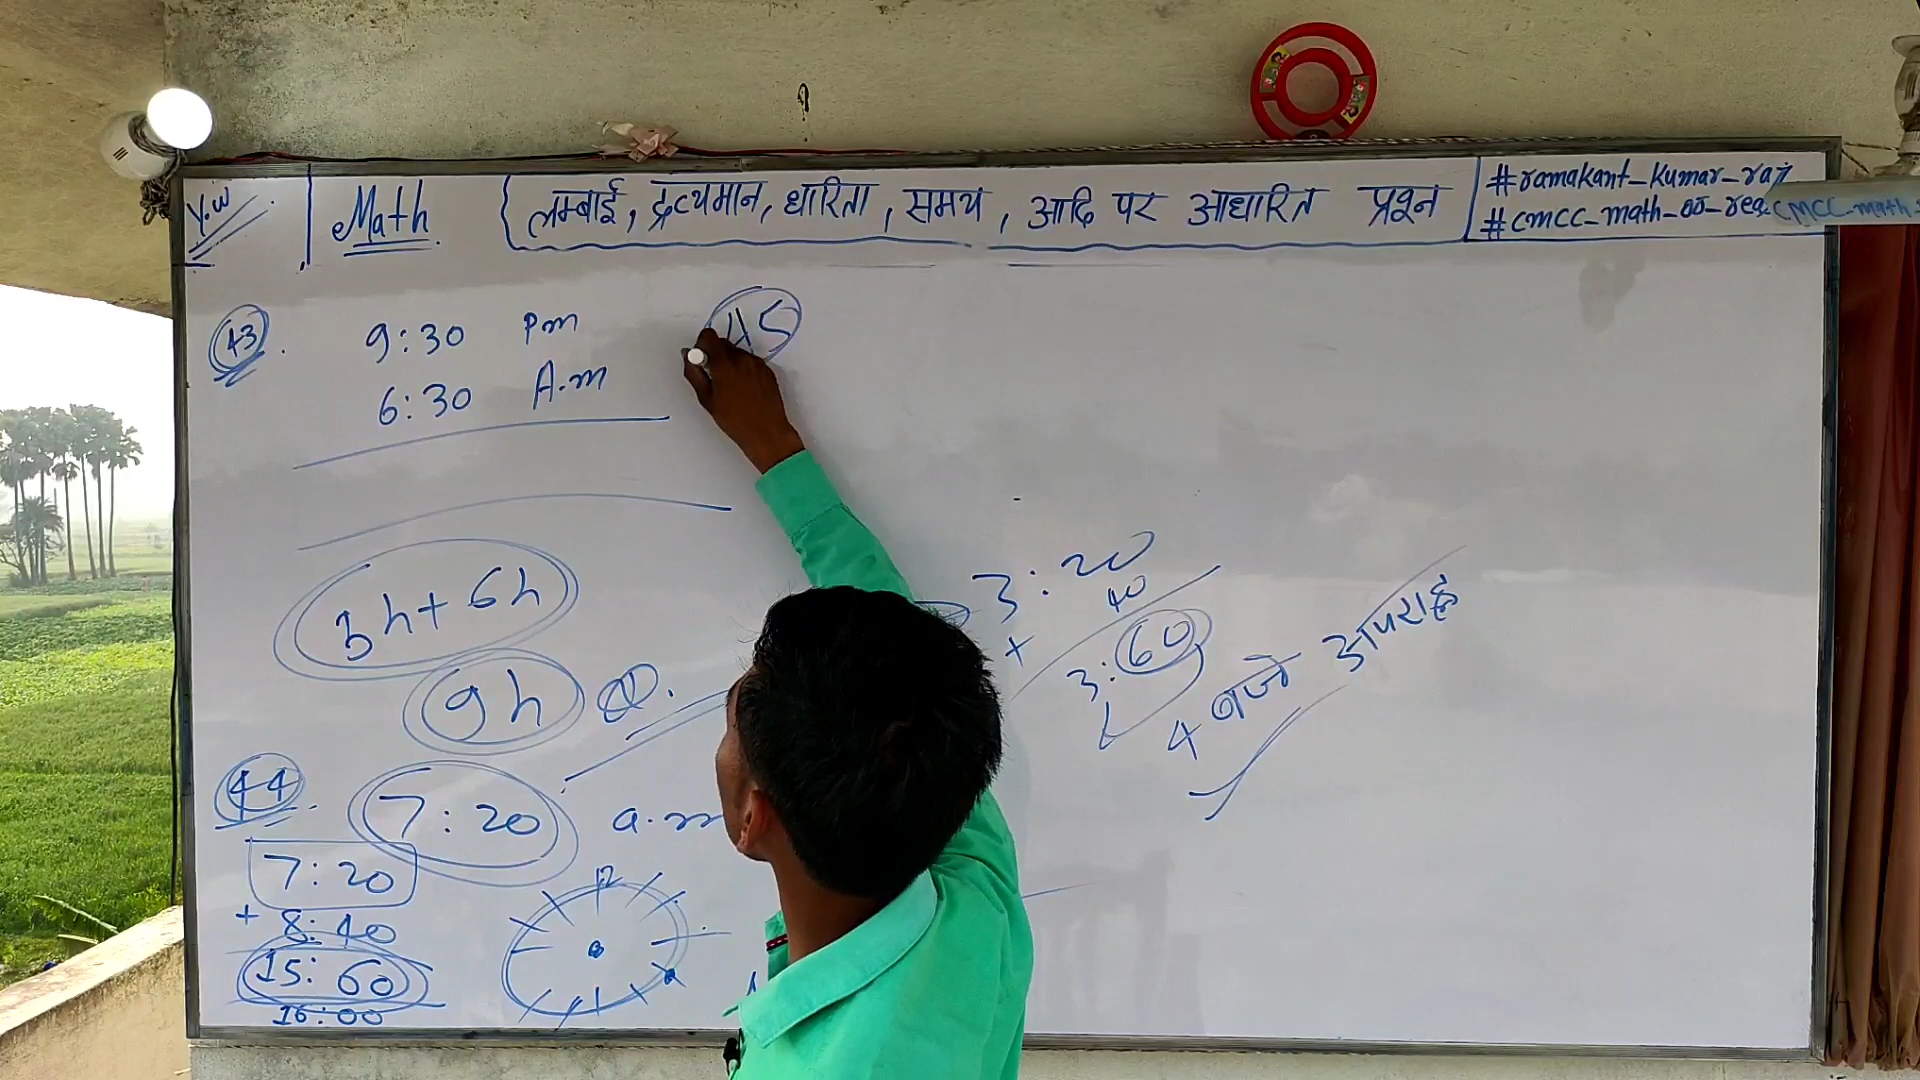 Y.W
Math { लम्बाई, द्रव्यमान, धारिता, समय, आदि पर आधारित प्रश्न
#ramakant_kumar_raj
#CMCC_math_
CMCC_math_
43.
9:30 Pm
6:30 A.m
3h + 6h
9h
44.
7:20 a.m
7:20
+ 8:40
15:60
16:00
12
45
3:20
+ 40
3:60
4 बजे अपराह्न